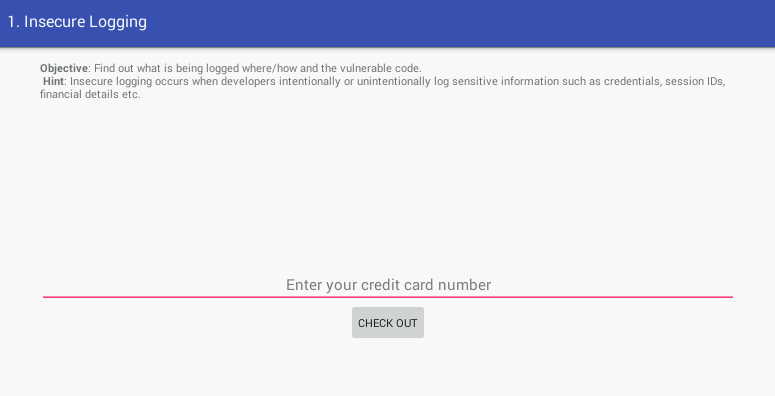 1. Insecure Logging
Objective: Find out what is being logged where/how and the vulnerable code.
Hint: Insecure logging occurs when developers intentionally or unintentionally log sensitive information such as credentials, session IDs,
financial details etc.
Enter your credit card number
CHECK OUT